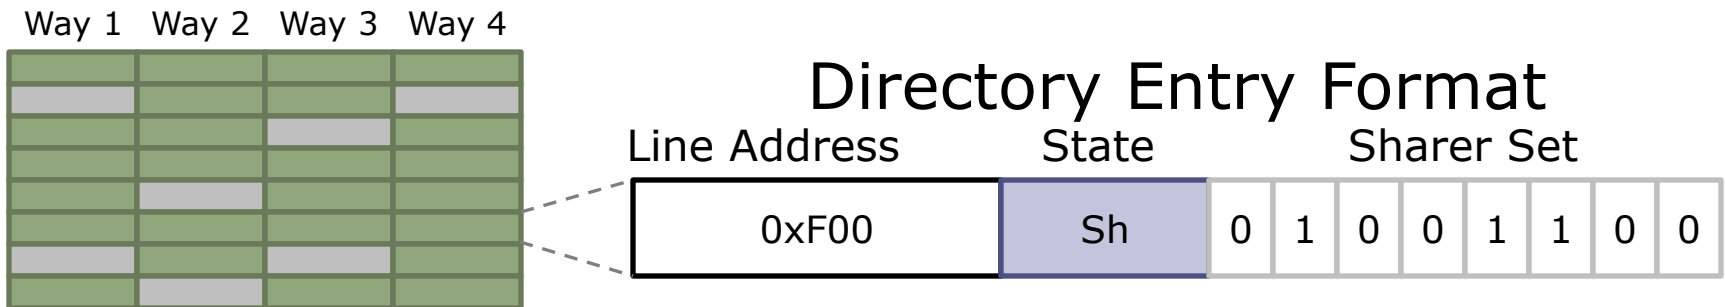 Way 1 Way 2 Way 3 Way 4
Directory Entry Format
Line Address State Sharer Set
0xF00 Sh 0 1 0 0 1 1 0 0